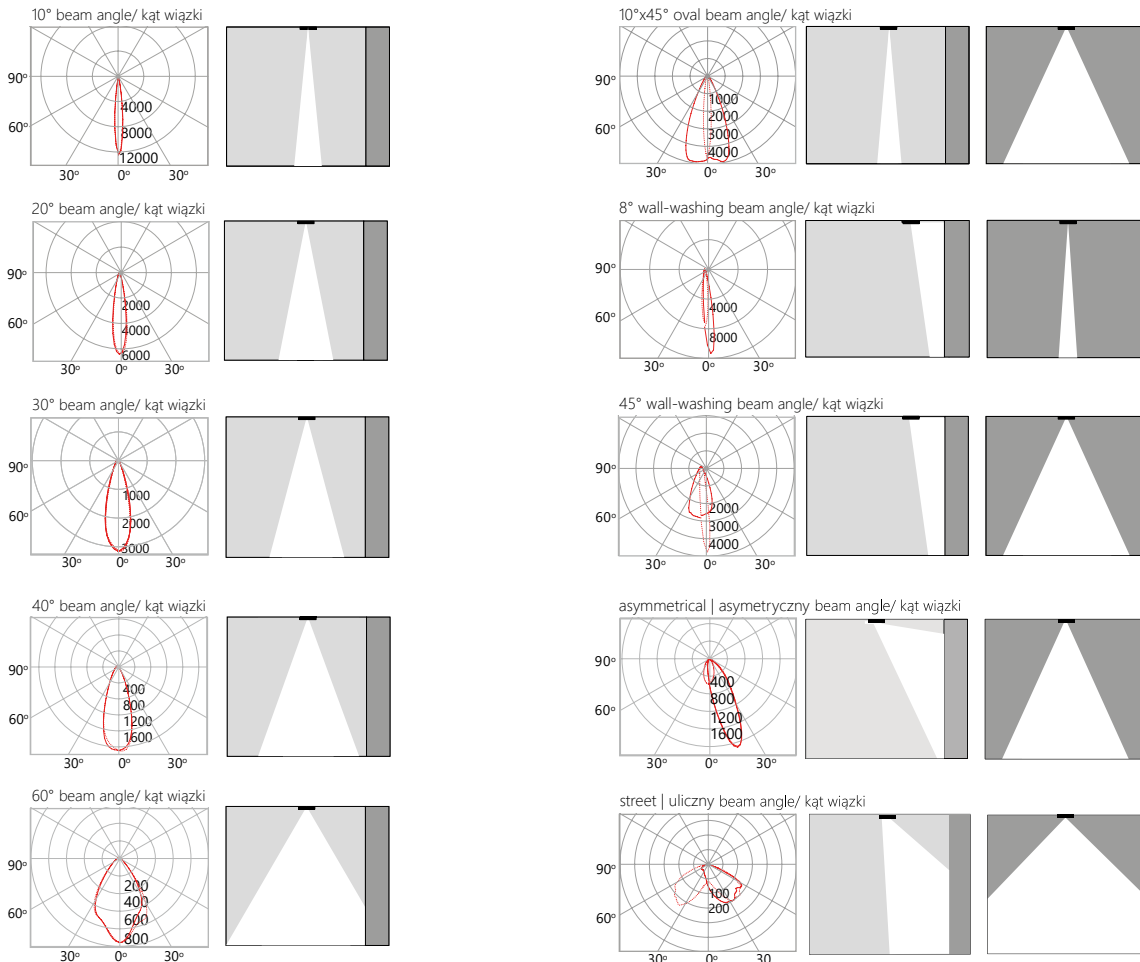 10° beam angle/ kąt wiązki
90°
60°
4000
8000
12000
30° 0° 30°
20° beam angle/ kąt wiązki
90°
60°
2000
4000
6000
30° 0° 30°
30° beam angle/ kąt wiązki
90°
60°
1000
2000
3000
30° 0° 30°
40° beam angle/ kąt wiązki
90°
60°
400
800
1200
1600
30° 0° 30°
60° beam angle/ kąt wiązki
90°
60°
200
400
600
800
30° 0° 30°
10°x45° oval beam angle/ kąt wiązki
90°
60°
1000
2000
3000
4000
30° 0° 30°
8° wall-washing beam angle/ kąt wiązki
90°
60°
4000
8000
30° 0° 30°
45° wall-washing beam angle/ kąt wiązki
90°
60°
2000
3000
4000
30° 0° 30°
asymmetrical | asymetryczny beam angle/ kąt wiązki
90°
60°
400
800
1200
1600
30° 0° 30°
street | uliczny beam angle/ kąt wiązki
90°
60°
100
200
30° 0° 30°